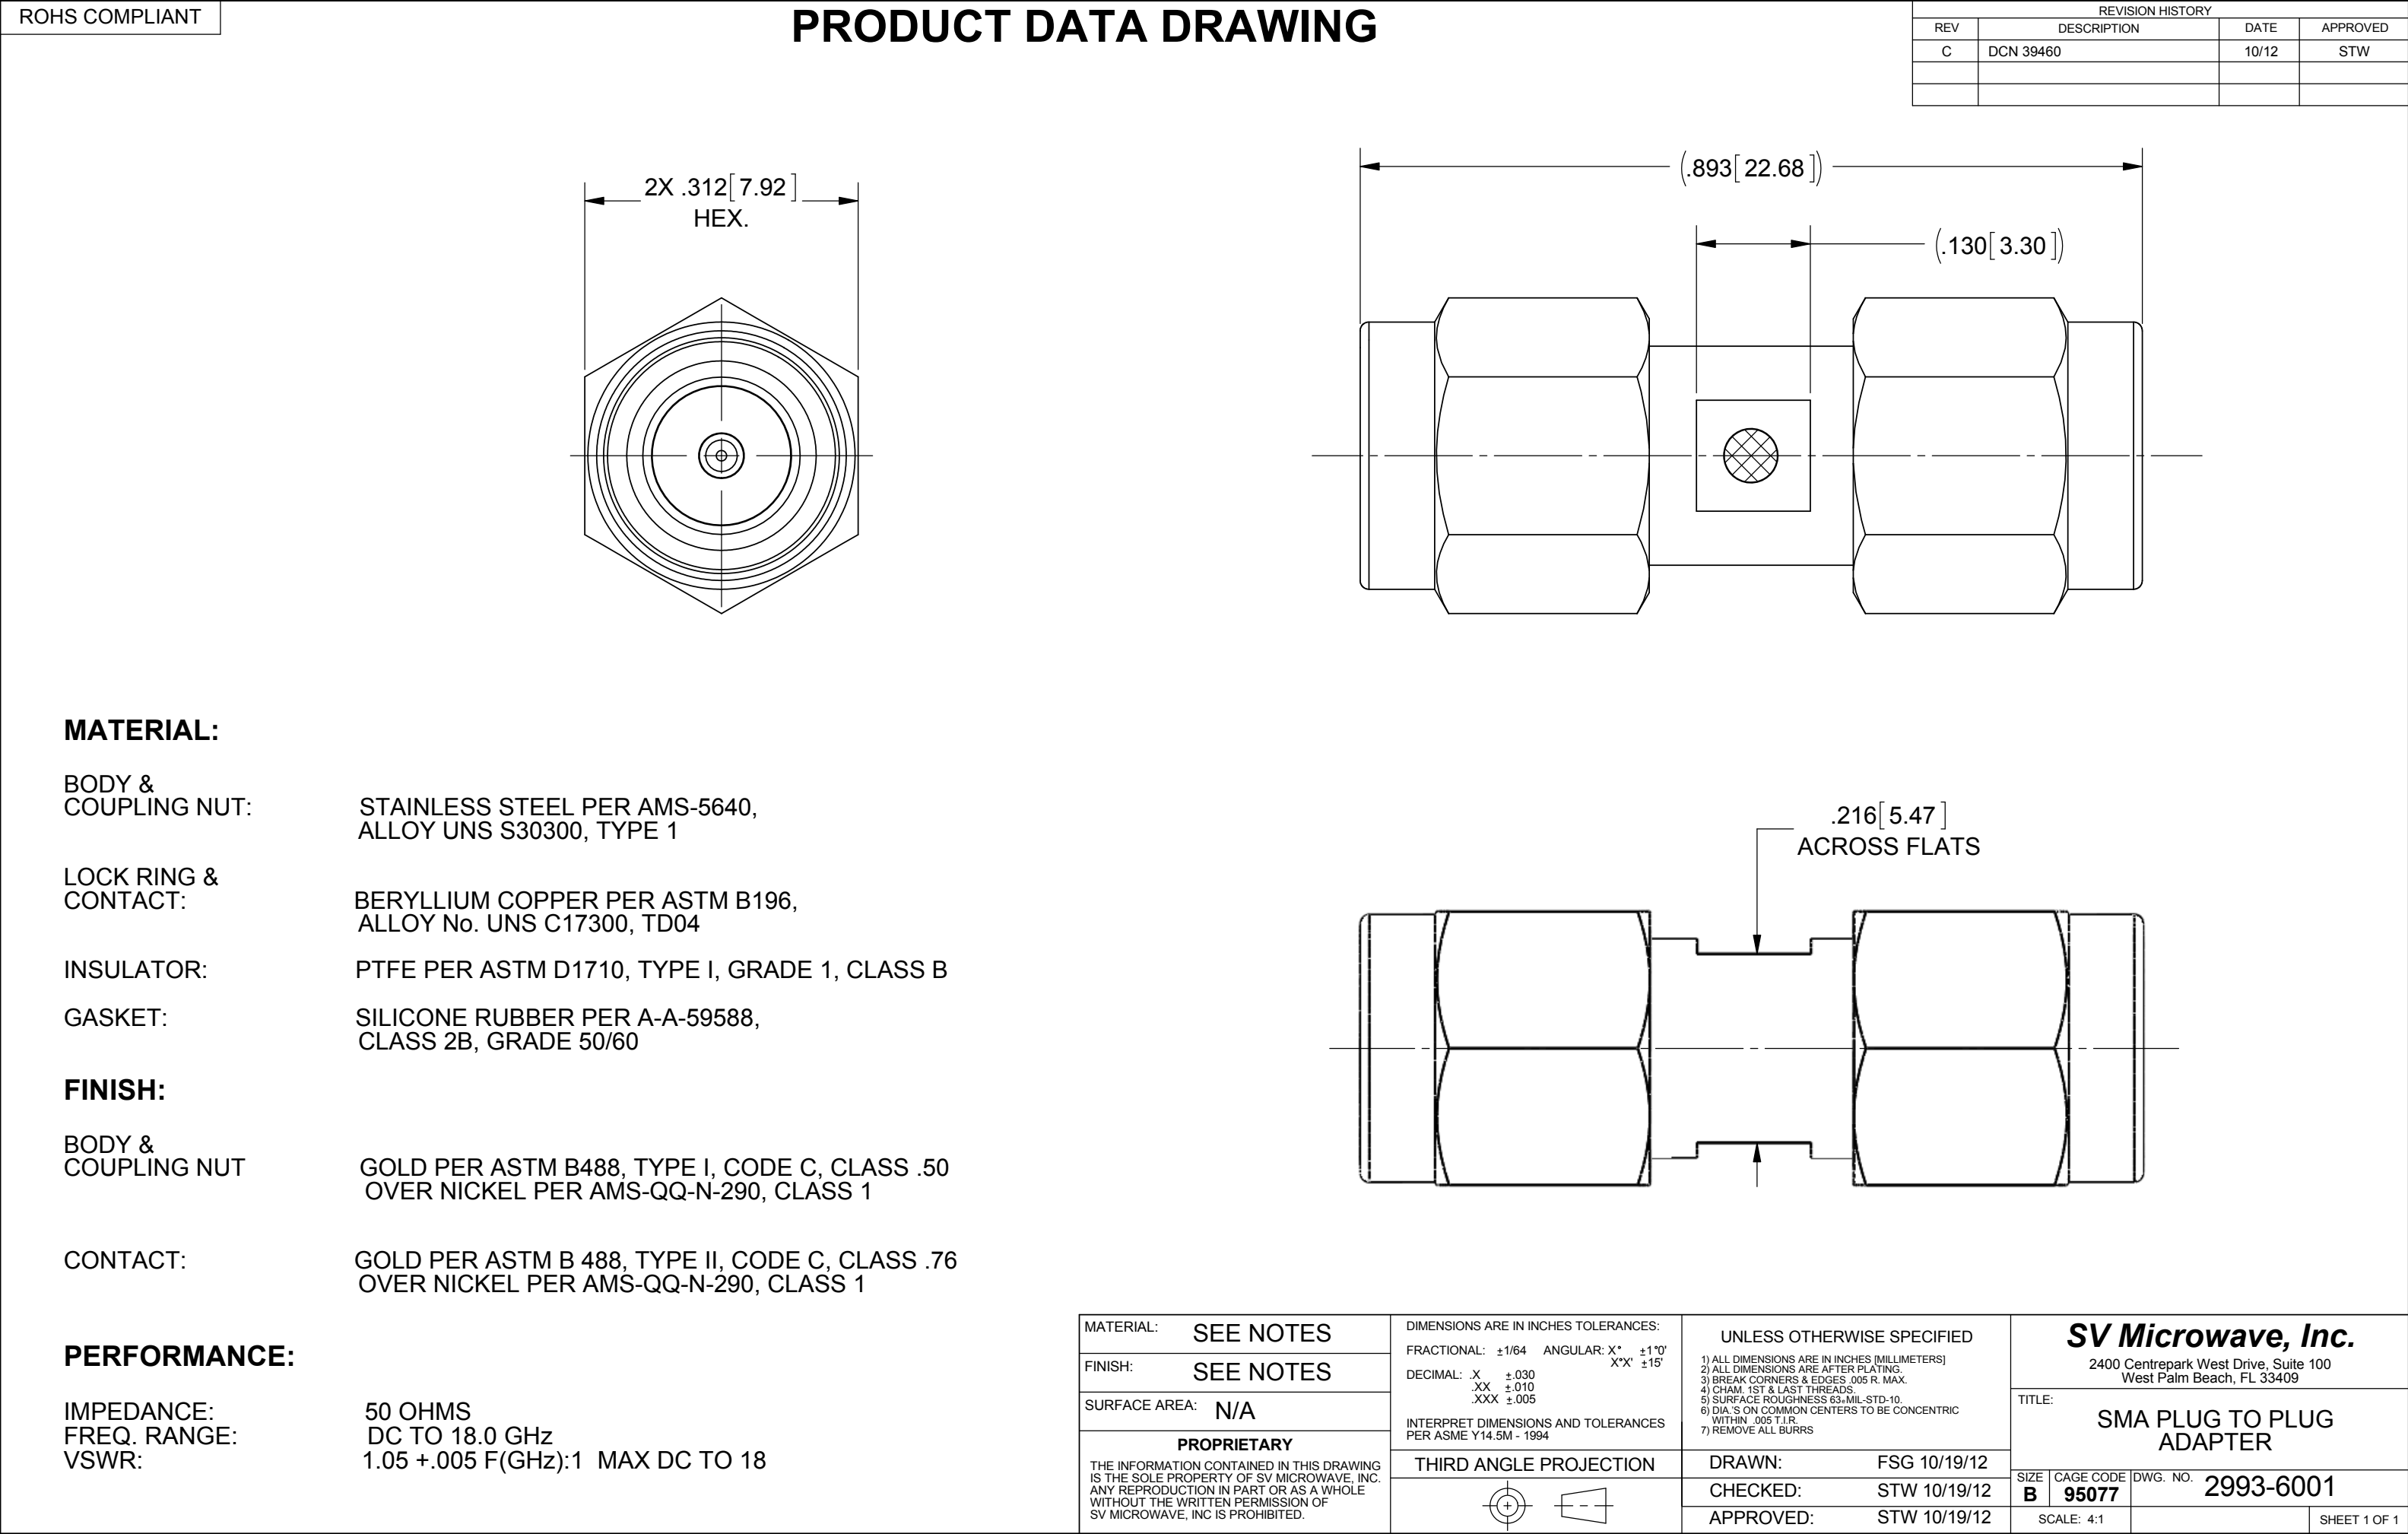 ROHS COMPLIANT
PRODUCT DATA DRAWING
REVISION HISTORY
REV DESCRIPTION DATE APPROVED
C DCN 39460 10/12 STW
2X .312[7.92]
HEX.
(.893[22.68])
(.130[3.30])
MATERIAL:
BODY &
COUPLING NUT: STAINLESS STEEL PER AMS-5640,
ALLOY UNS S30300, TYPE 1
LOCK RING &
CONTACT: BERYLLIUM COPPER PER ASTM B196,
ALLOY No. UNS C17300, TD04
INSULATOR: PTFE PER ASTM D1710, TYPE I, GRADE 1, CLASS B
GASKET: SILICONE RUBBER PER A-A-59588,
CLASS 2B, GRADE 50/60
FINISH:
BODY &
COUPLING NUT GOLD PER ASTM B488, TYPE I, CODE C, CLASS .50
OVER NICKEL PER AMS-QQ-N-290, CLASS 1
CONTACT: GOLD PER ASTM B 488, TYPE II, CODE C, CLASS .76
OVER NICKEL PER AMS-QQ-N-290, CLASS 1
PERFORMANCE:
IMPEDANCE: 50 OHMS
FREQ. RANGE: DC TO 18.0 GHz
VSWR: 1.05 +.005 F(GHz):1 MAX DC TO 18
.216[5.47]
ACROSS FLATS
MATERIAL: SEE NOTES
FINISH: SEE NOTES
SURFACE AREA: N/A
PROPRIETARY
THE INFORMATION CONTAINED IN THIS DRAWING
IS THE SOLE PROPERTY OF SV MICROWAVE, INC.
ANY REPRODUCTION IN PART OR AS A WHOLE
WITHOUT THE WRITTEN PERMISSION OF
SV MICROWAVE, INC IS PROHIBITED.
DIMENSIONS ARE IN INCHES TOLERANCES:
FRACTIONAL: ±1/64 ANGULAR: X° ±1°0'
X°X' ±15'
DECIMAL: .X ±.030
.XX ±.010
.XXX ±.005
INTERPRET DIMENSIONS AND TOLERANCES
PER ASME Y14.5M - 1994
THIRD ANGLE PROJECTION
UNLESS OTHERWISE SPECIFIED
1) ALL DIMENSIONS ARE IN INCHES [MILLIMETERS]
2) ALL DIMENSIONS ARE AFTER PLATING.
3) BREAK CORNERS & EDGES .005 R. MAX.
4) CHAM. 1ST & LAST THREADS.
5) SURFACE ROUGHNESS 63 MIL-STD-10.
6) DIA.'S ON COMMON CENTERS TO BE CONCENTRIC
WITHIN .005 T.I.R.
7) REMOVE ALL BURRS
DRAWN: FSG 10/19/12
CHECKED: STW 10/19/12
APPROVED: STW 10/19/12
SV Microwave, Inc.
2400 Centrepark West Drive, Suite 100
West Palm Beach, FL 33409
TITLE:
SMA PLUG TO PLUG
ADAPTER
SIZE CAGE CODE DWG. NO.
B 95077 2993-6001
SCALE: 4:1 SHEET 1 OF 1